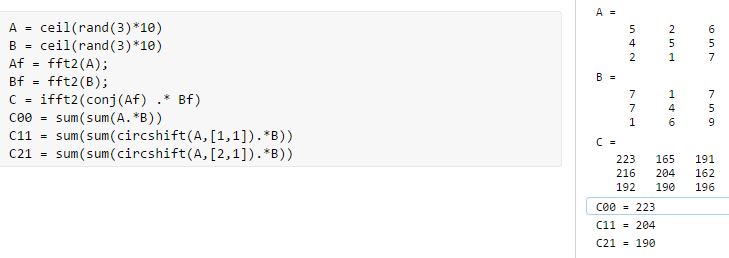 A = ceil(rand(3)*10)
B = ceil(rand(3)*10)
Af = fft2(A);
Bf = fft2(B);
C = ifft2(conj(Af) .* Bf)
C00 = sum(sum(A.*B))
C11 = sum(sum(circshift(A,[1,1]).*B))
C21 = sum(sum(circshift(A,[2,1]).*B))
A =
5 2 6
4 5 5
2 1 7
B =
7 1 7
7 4 5
1 6 9
C =
223 165 191
216 204 162
192 190 196
C00 = 223
C11 = 204
C21 = 190